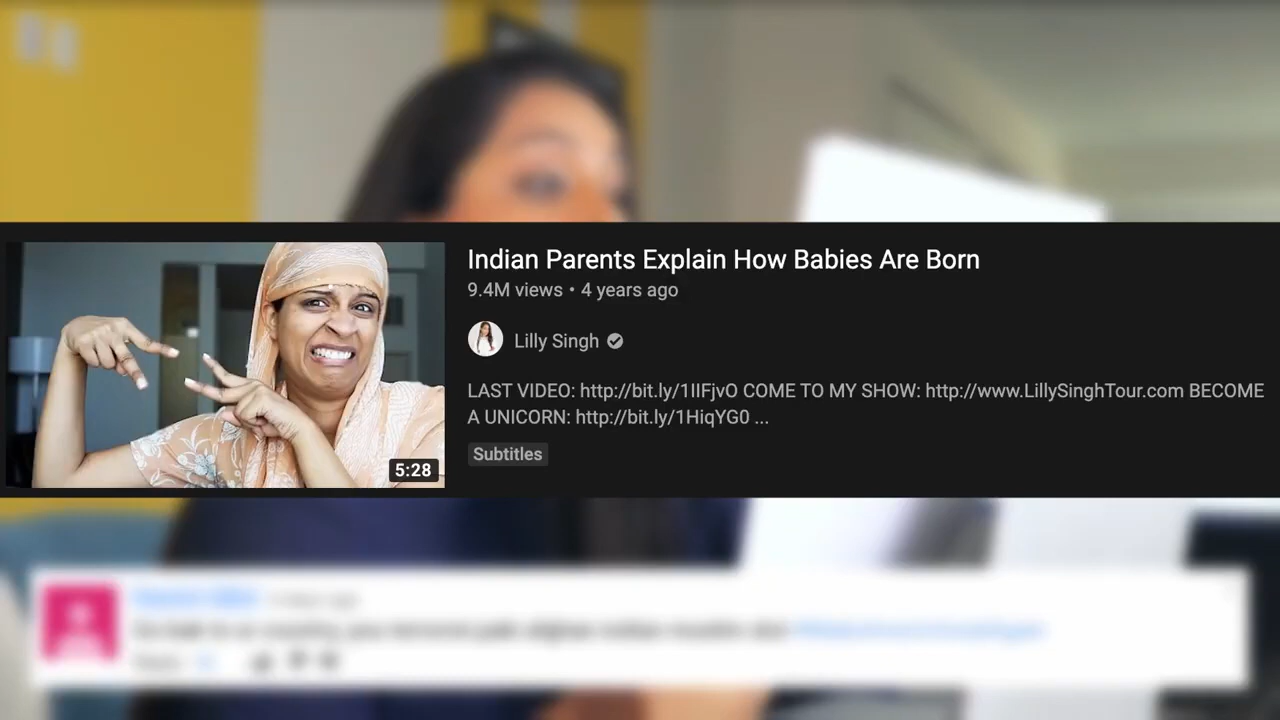 Indian Parents Explain How Babies Are Born
9.4M views • 4 years ago
Lilly Singh
LAST VIDEO: http://bit.ly/1IIFjvO COME TO MY SHOW: http://www.LillySinghTour.com BECOME
A UNICORN: http://bit.ly/1HiqYG0 ...
Subtitles
5:28